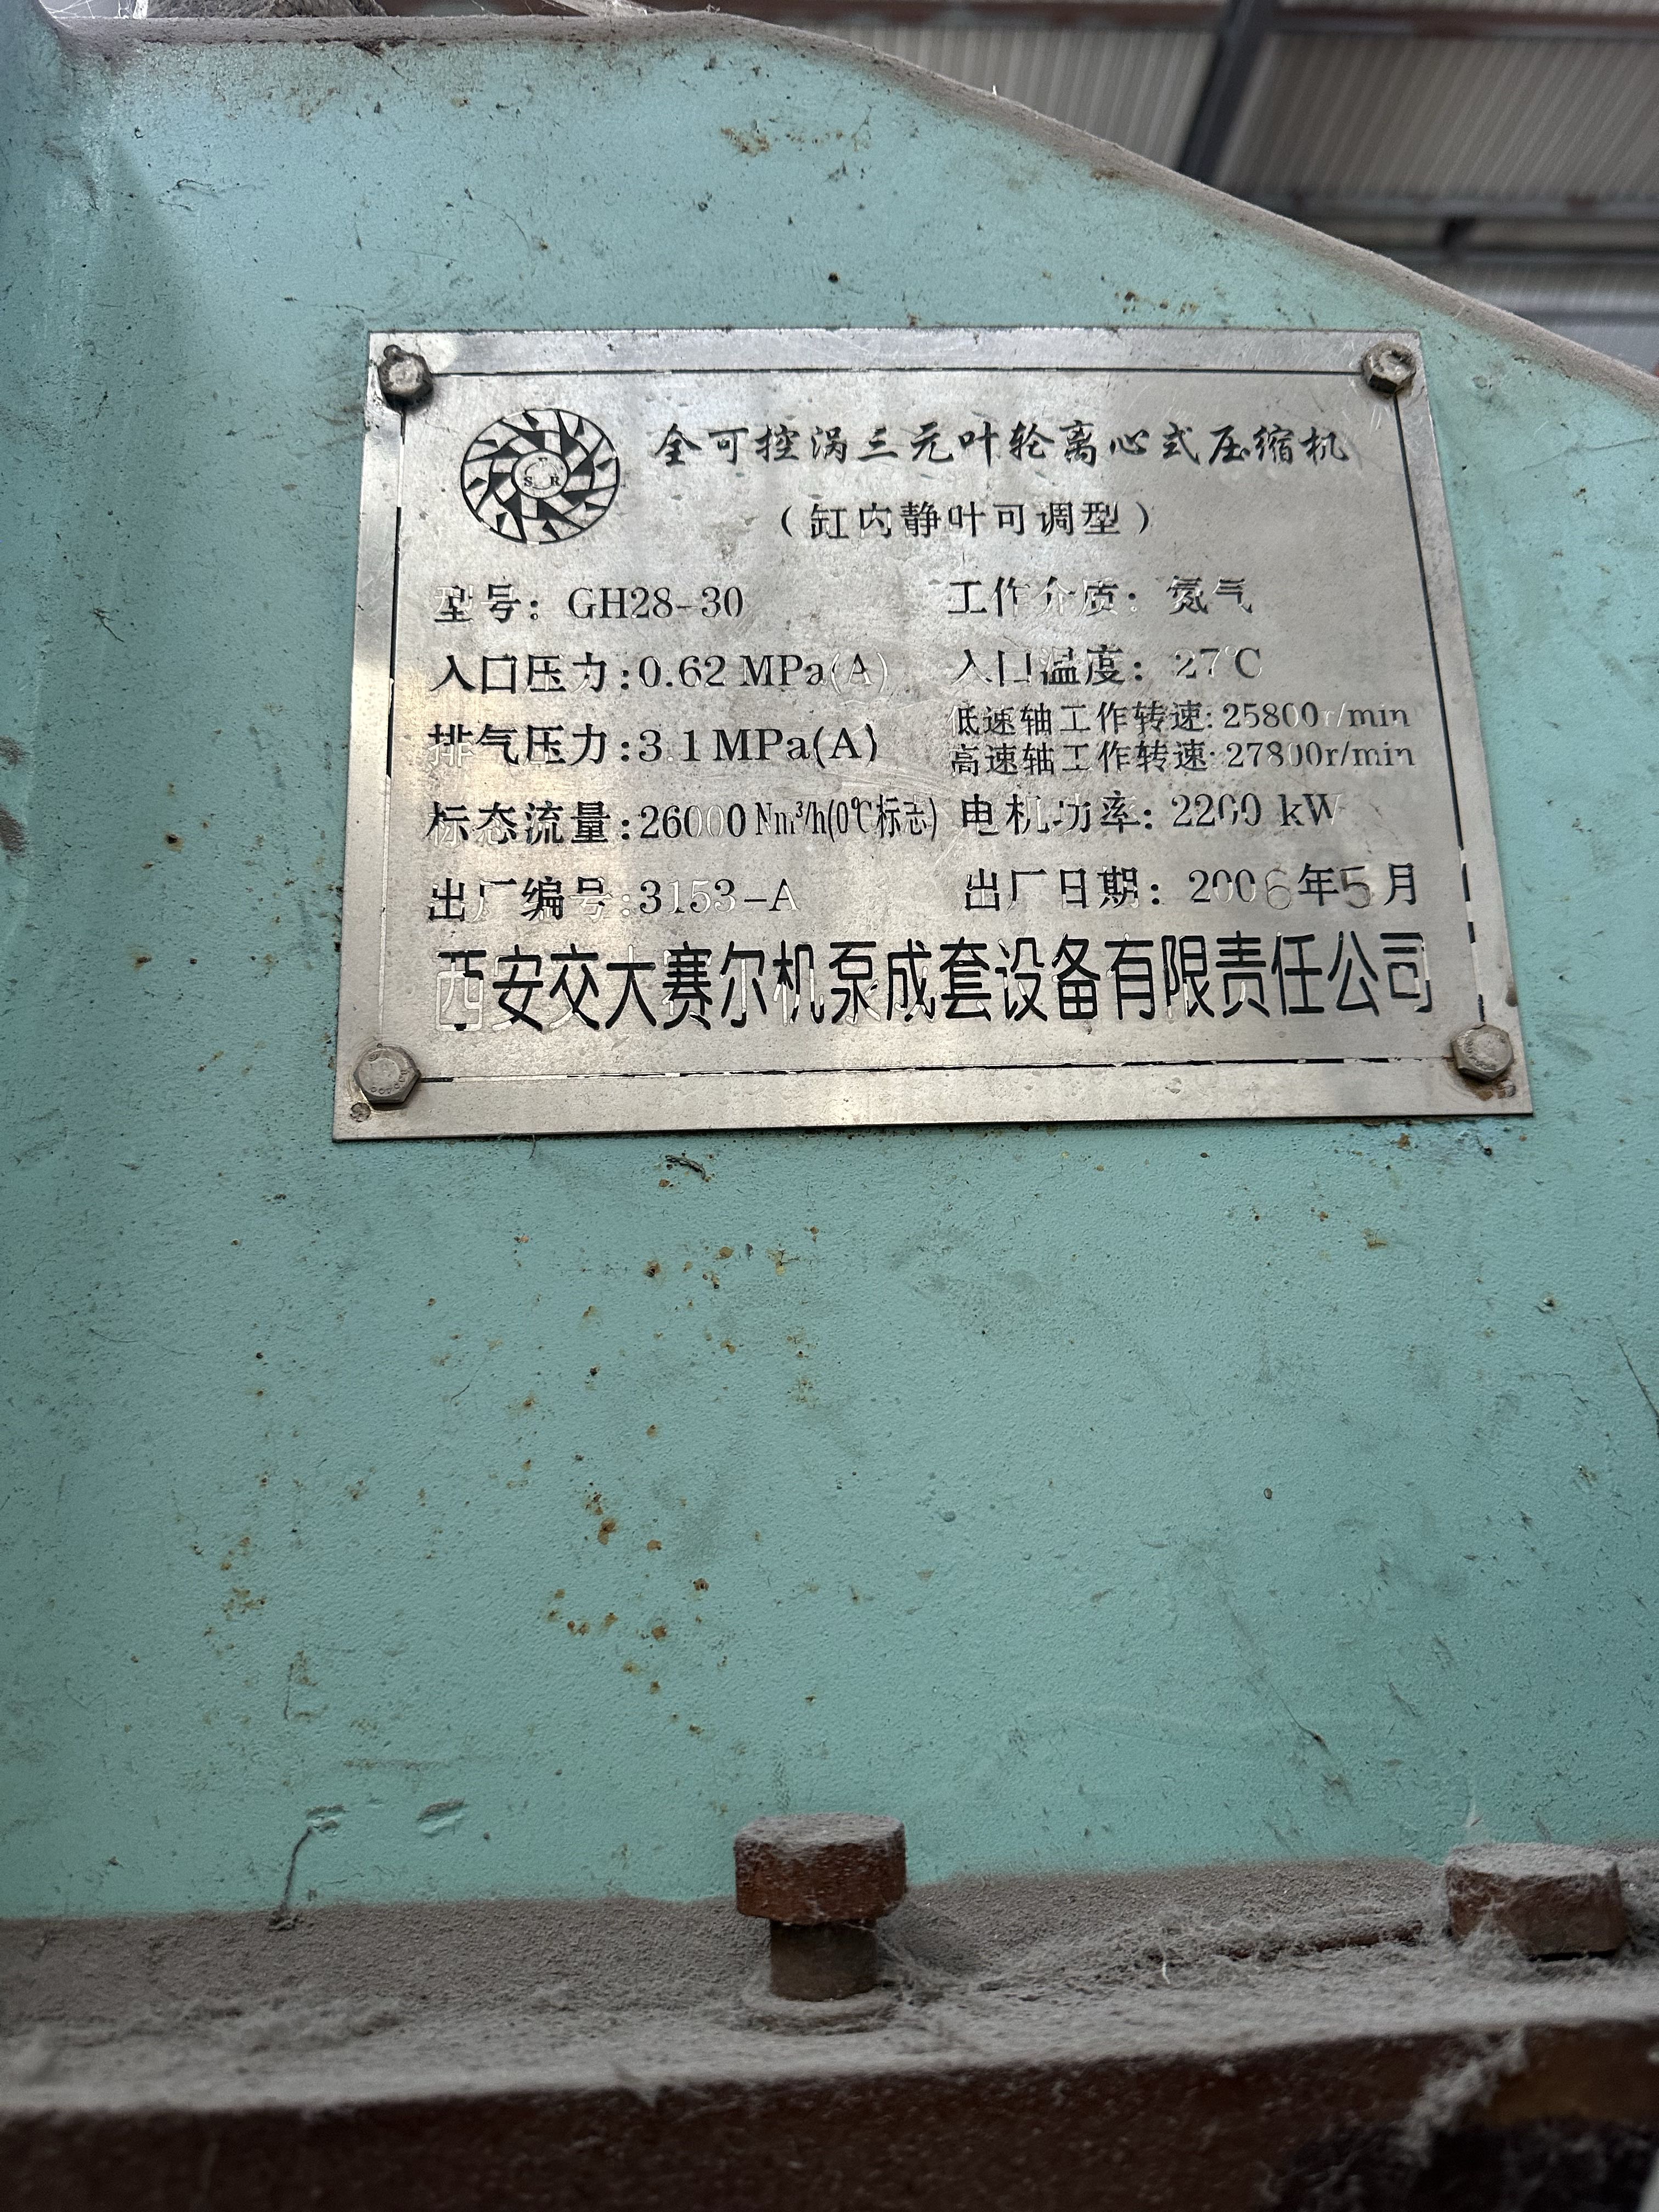 全可控涡三元叶轮离心式压缩机
S R
(缸内静叶可调型)
型号: GH28-30 工作介质: 氮气
入口压力:0.62 MPa(A) 入口温度: 27℃
排气压力:3.1 MPa(A) 低速轴工作转速:25800r/min
高速轴工作转速:27800r/min
标态流量:26000 Nm³/h(0℃标志) 电机功率: 2200 kW
出厂编号:3153-A 出厂日期: 2006年5月
西安交大赛尔机泵成套设备有限责任公司